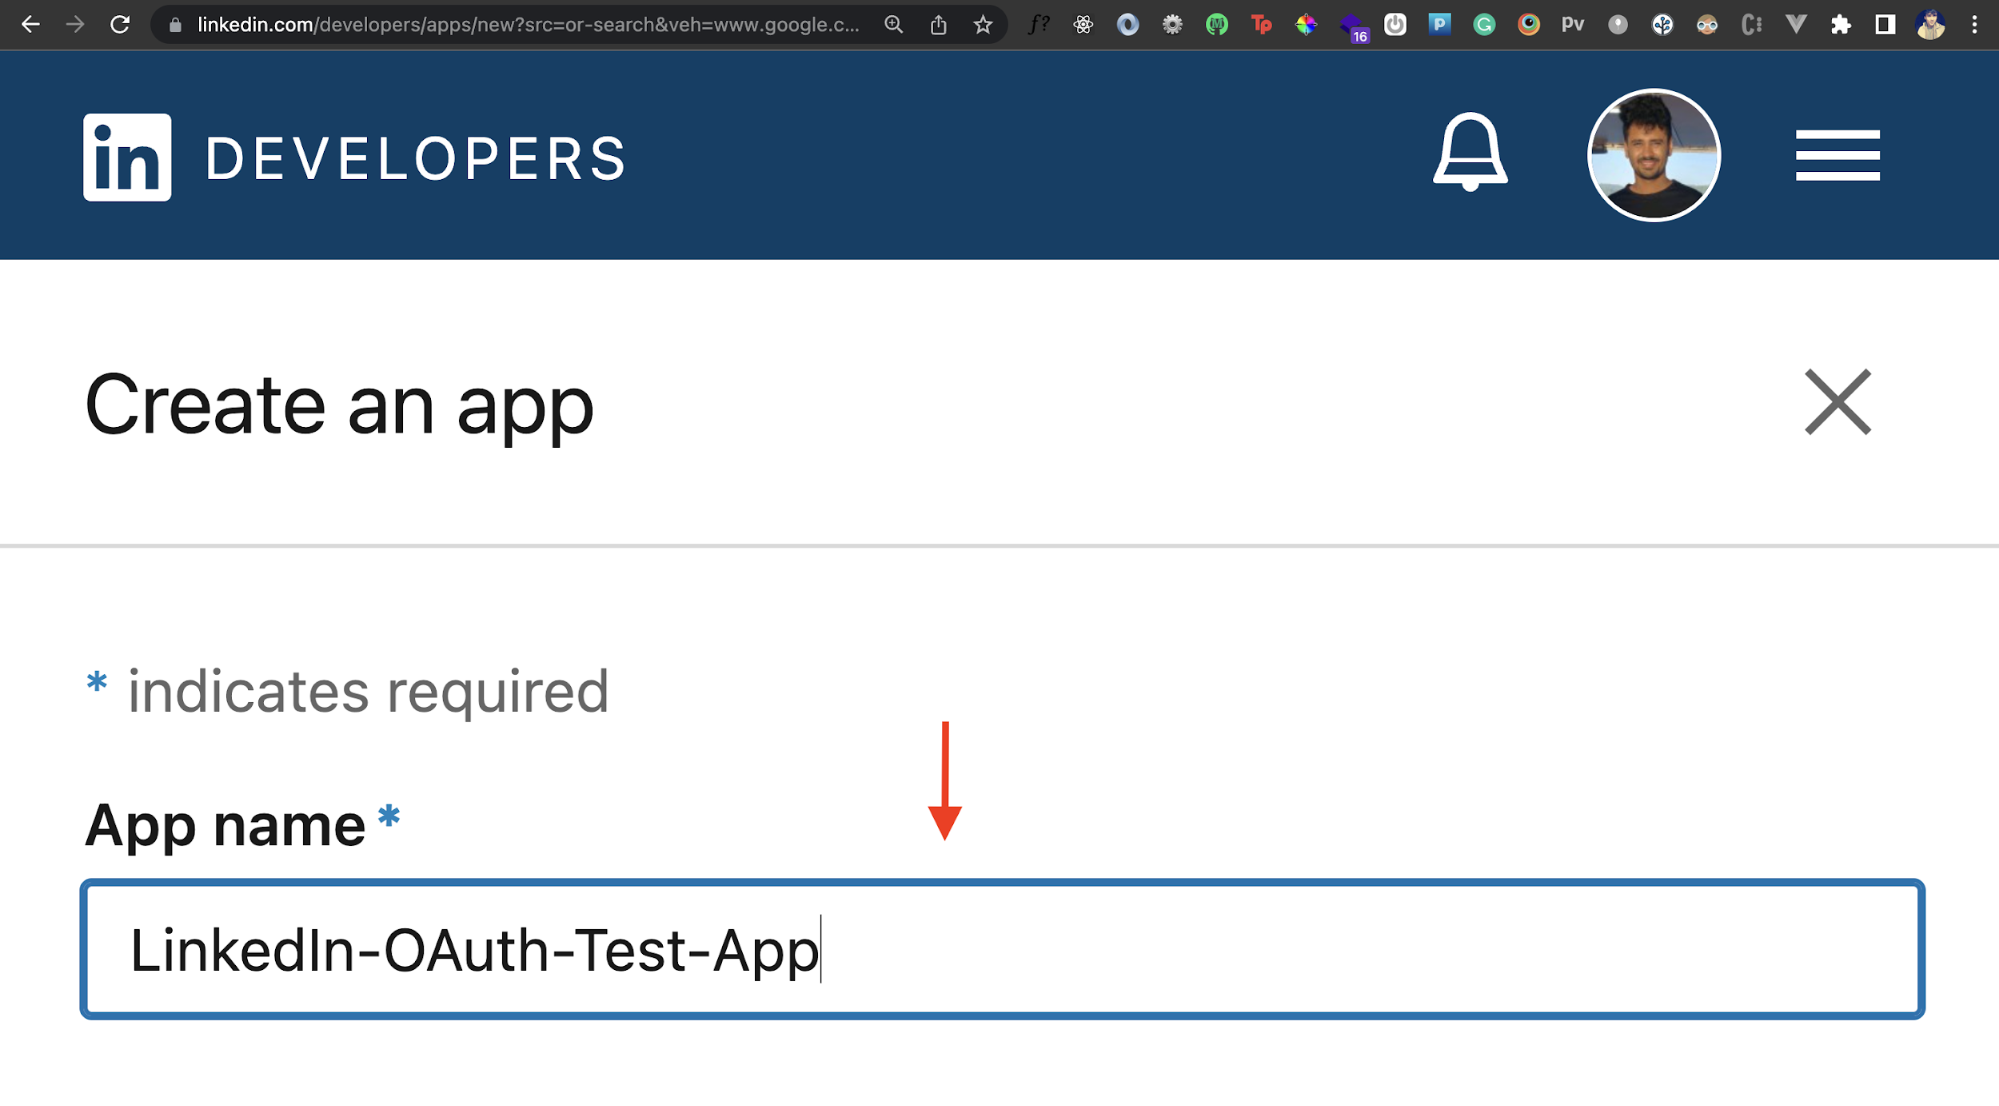 linkedin.com/developers/apps/new?src=or-search&veh=www.google.c...
f?
Tp
16
P
G
Pv
in DEVELOPERS
Create an app
* indicates required
App name *
LinkedIn-OAuth-Test-App